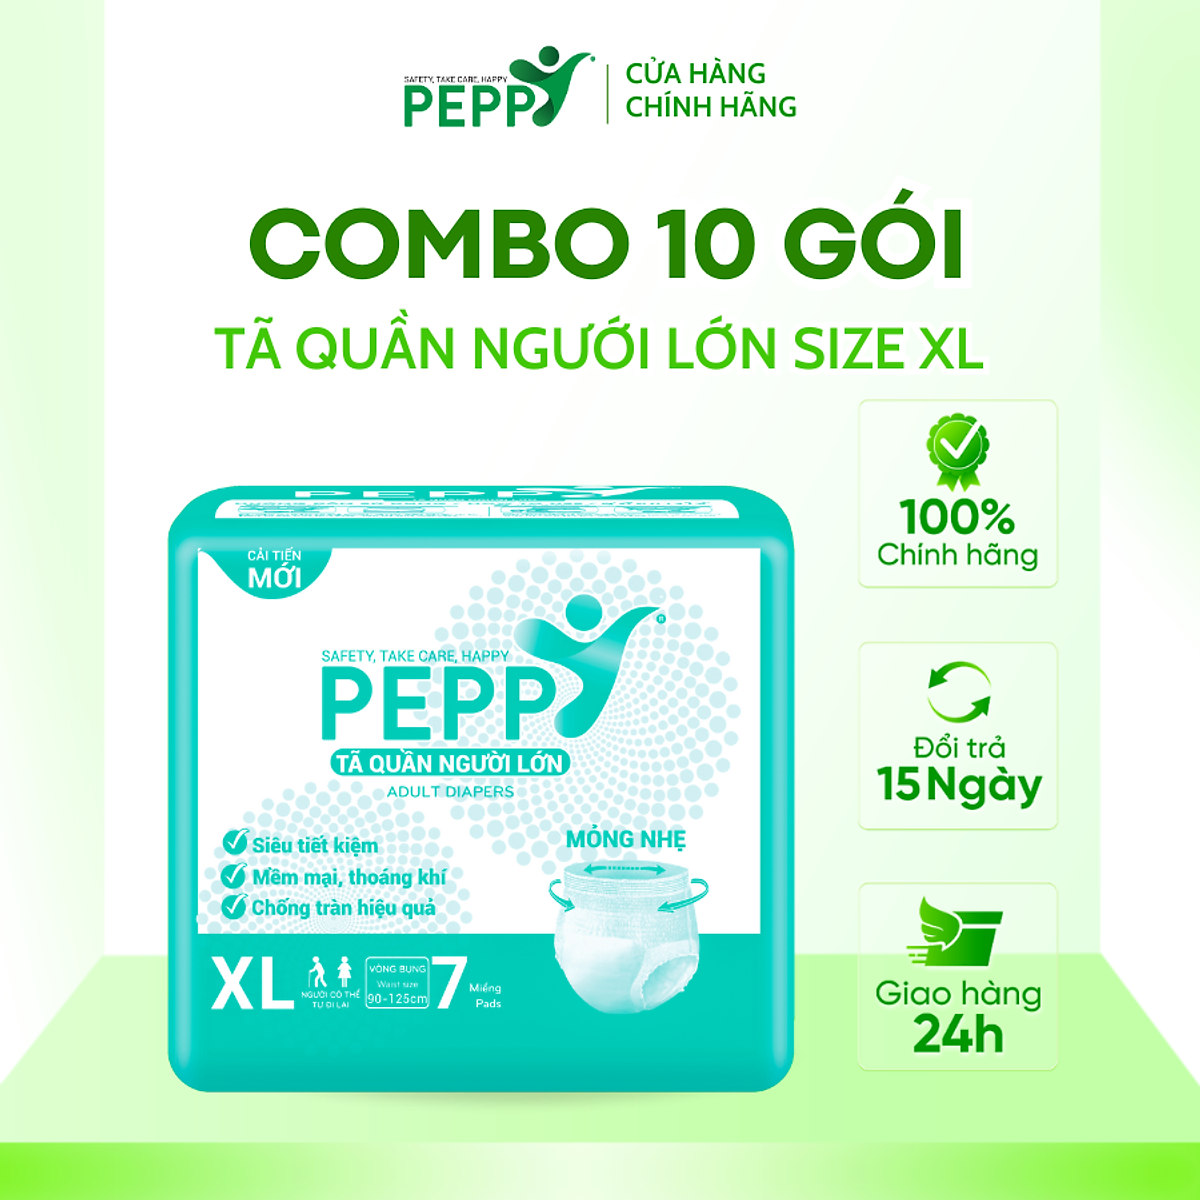 SAFETY, TAKE CARE, HAPPY
PEPPY
CỬA HÀNG
CHÍNH HÃNG
COMBO 10 GÓI
TÃ QUẦN NGƯỚI LỚN SIZE XL
100%
Chính hãng
Đổi trả
15 Ngày
Giao hàng
24h
PEPPY
CẢI TIẾN
MỚI
SAFETY, TAKE CARE, HAPPY
PEPPY
®
TÃ QUẦN NGƯỜI LỚN
ADULT DIAPERS
Siêu tiết kiệm
Mềm mại, thoáng khí
Chống tràn hiệu quả
MỎNG NHẸ
XL
NGƯỜI CÓ THỂ
TỰ ĐI LẠI
VÒNG BỤNG
Waist size
90-125cm
7
Miếng
Pads